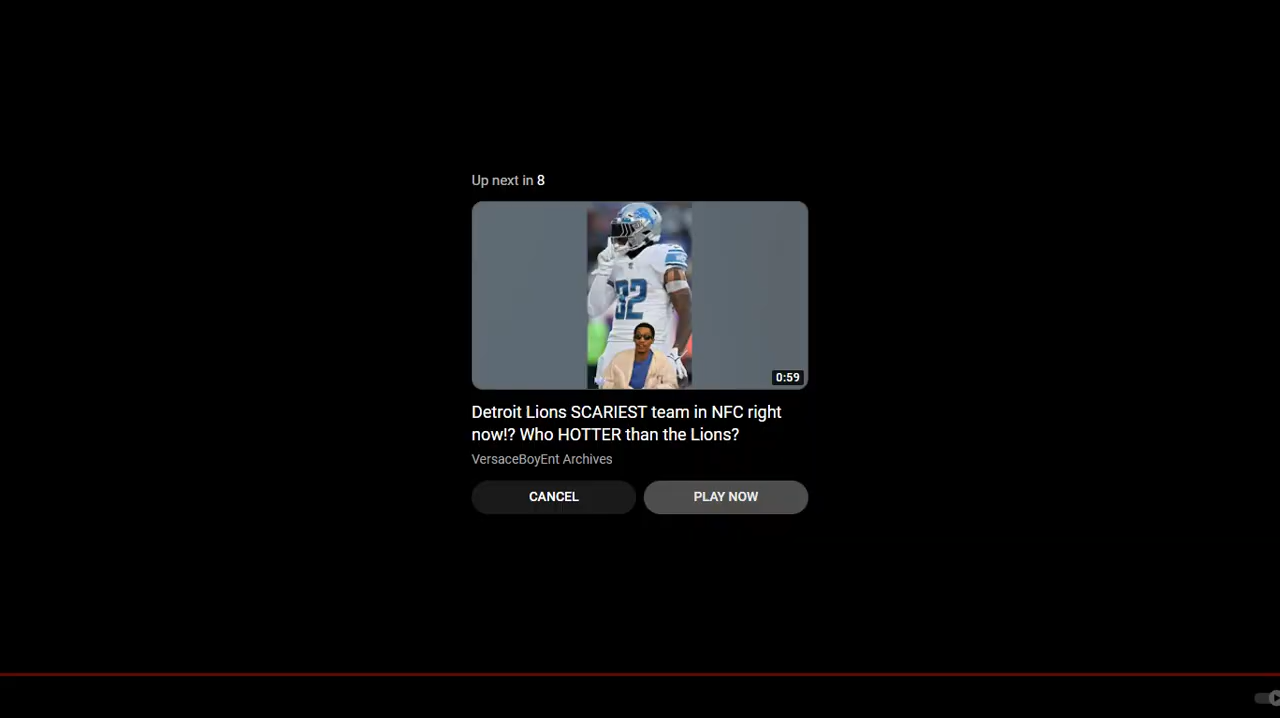 Up next in 8
32
0:59
Detroit Lions SCARIEST team in NFC right
now!? Who HOTTER than the Lions?
VersaceBoyEnt Archives
CANCEL
PLAY NOW